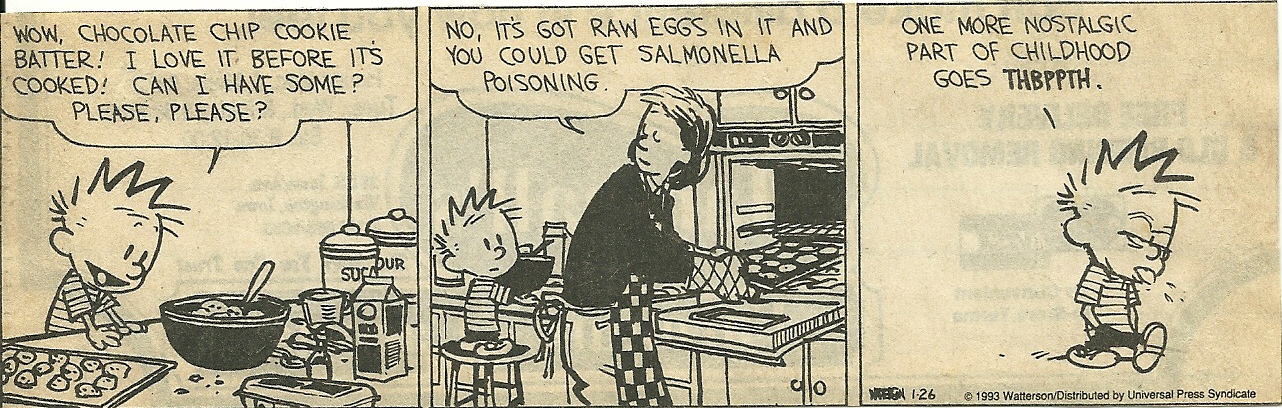 WOW, CHOCOLATE CHIP COOKIE
BATTER! I LOVE IT BEFORE IT'S
COOKED! CAN I HAVE SOME?
PLEASE, PLEASE?
SUGAR
NO, IT'S GOT RAW EGGS IN IT AND
YOU COULD GET SALMONELLA
POISONING.
ONE MORE NOSTALGIC
PART OF CHILDHOOD
GOES THBPPTH.
WATTERSON 1-26
© 1993 Watterson/Distributed by Universal Press Syndicate